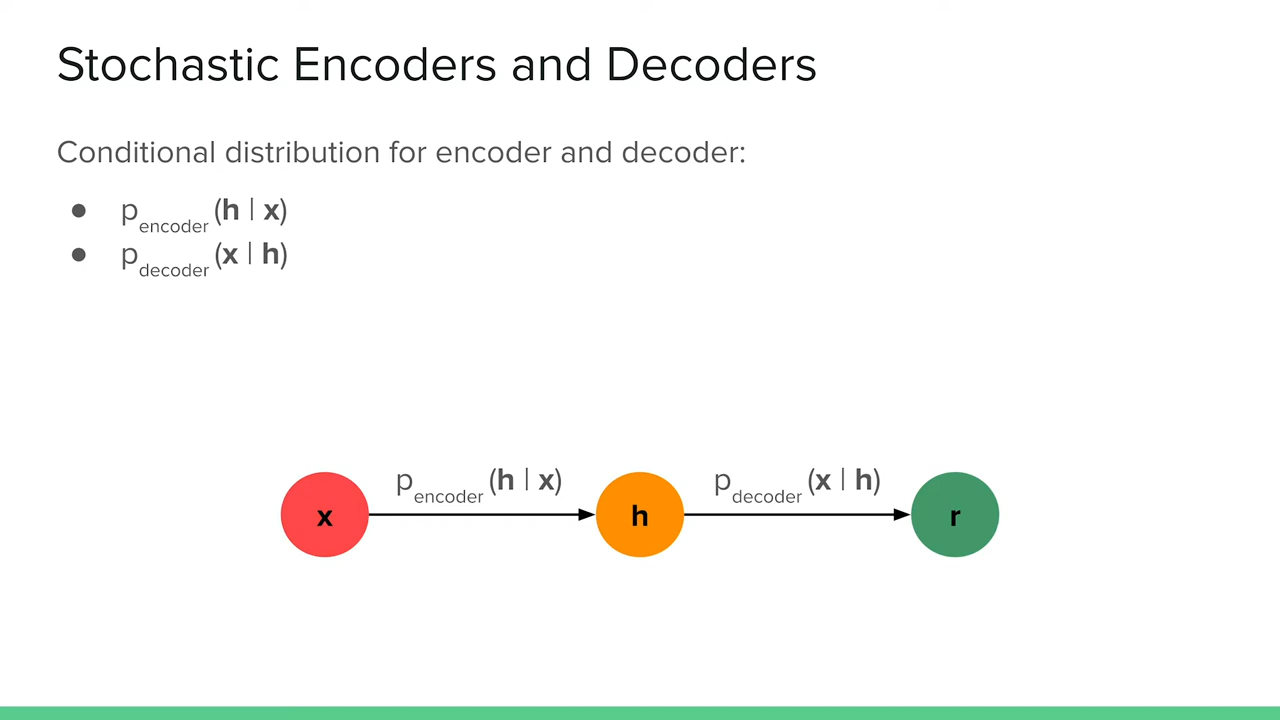 Stochastic Encoders and Decoders
Conditional distribution for encoder and decoder:
● p_encoder (h | x)
● p_decoder (x | h)
p_encoder (h | x)
p_decoder (x | h)
x
h
r